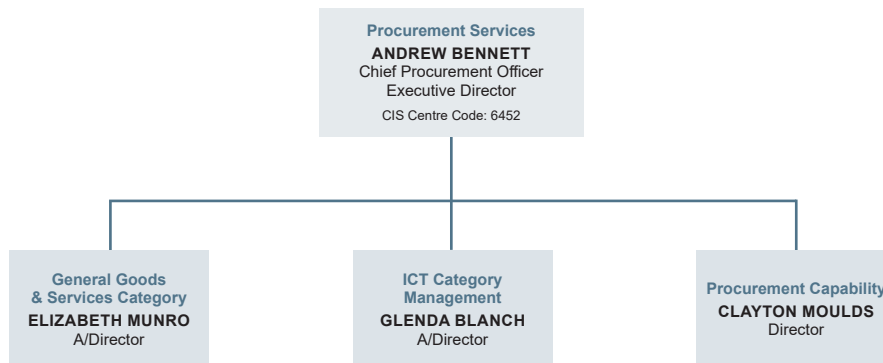 Procurement Services
ANDREW BENNETT
Chief Procurement Officer
Executive Director
CIS Centre Code: 6452
General Goods
& Services Category
ELIZABETH MUNRO
A/Director
ICT Category
Management
GLENDA BLANCH
A/Director
Procurement Capability
CLAYTON MOULDS
Director